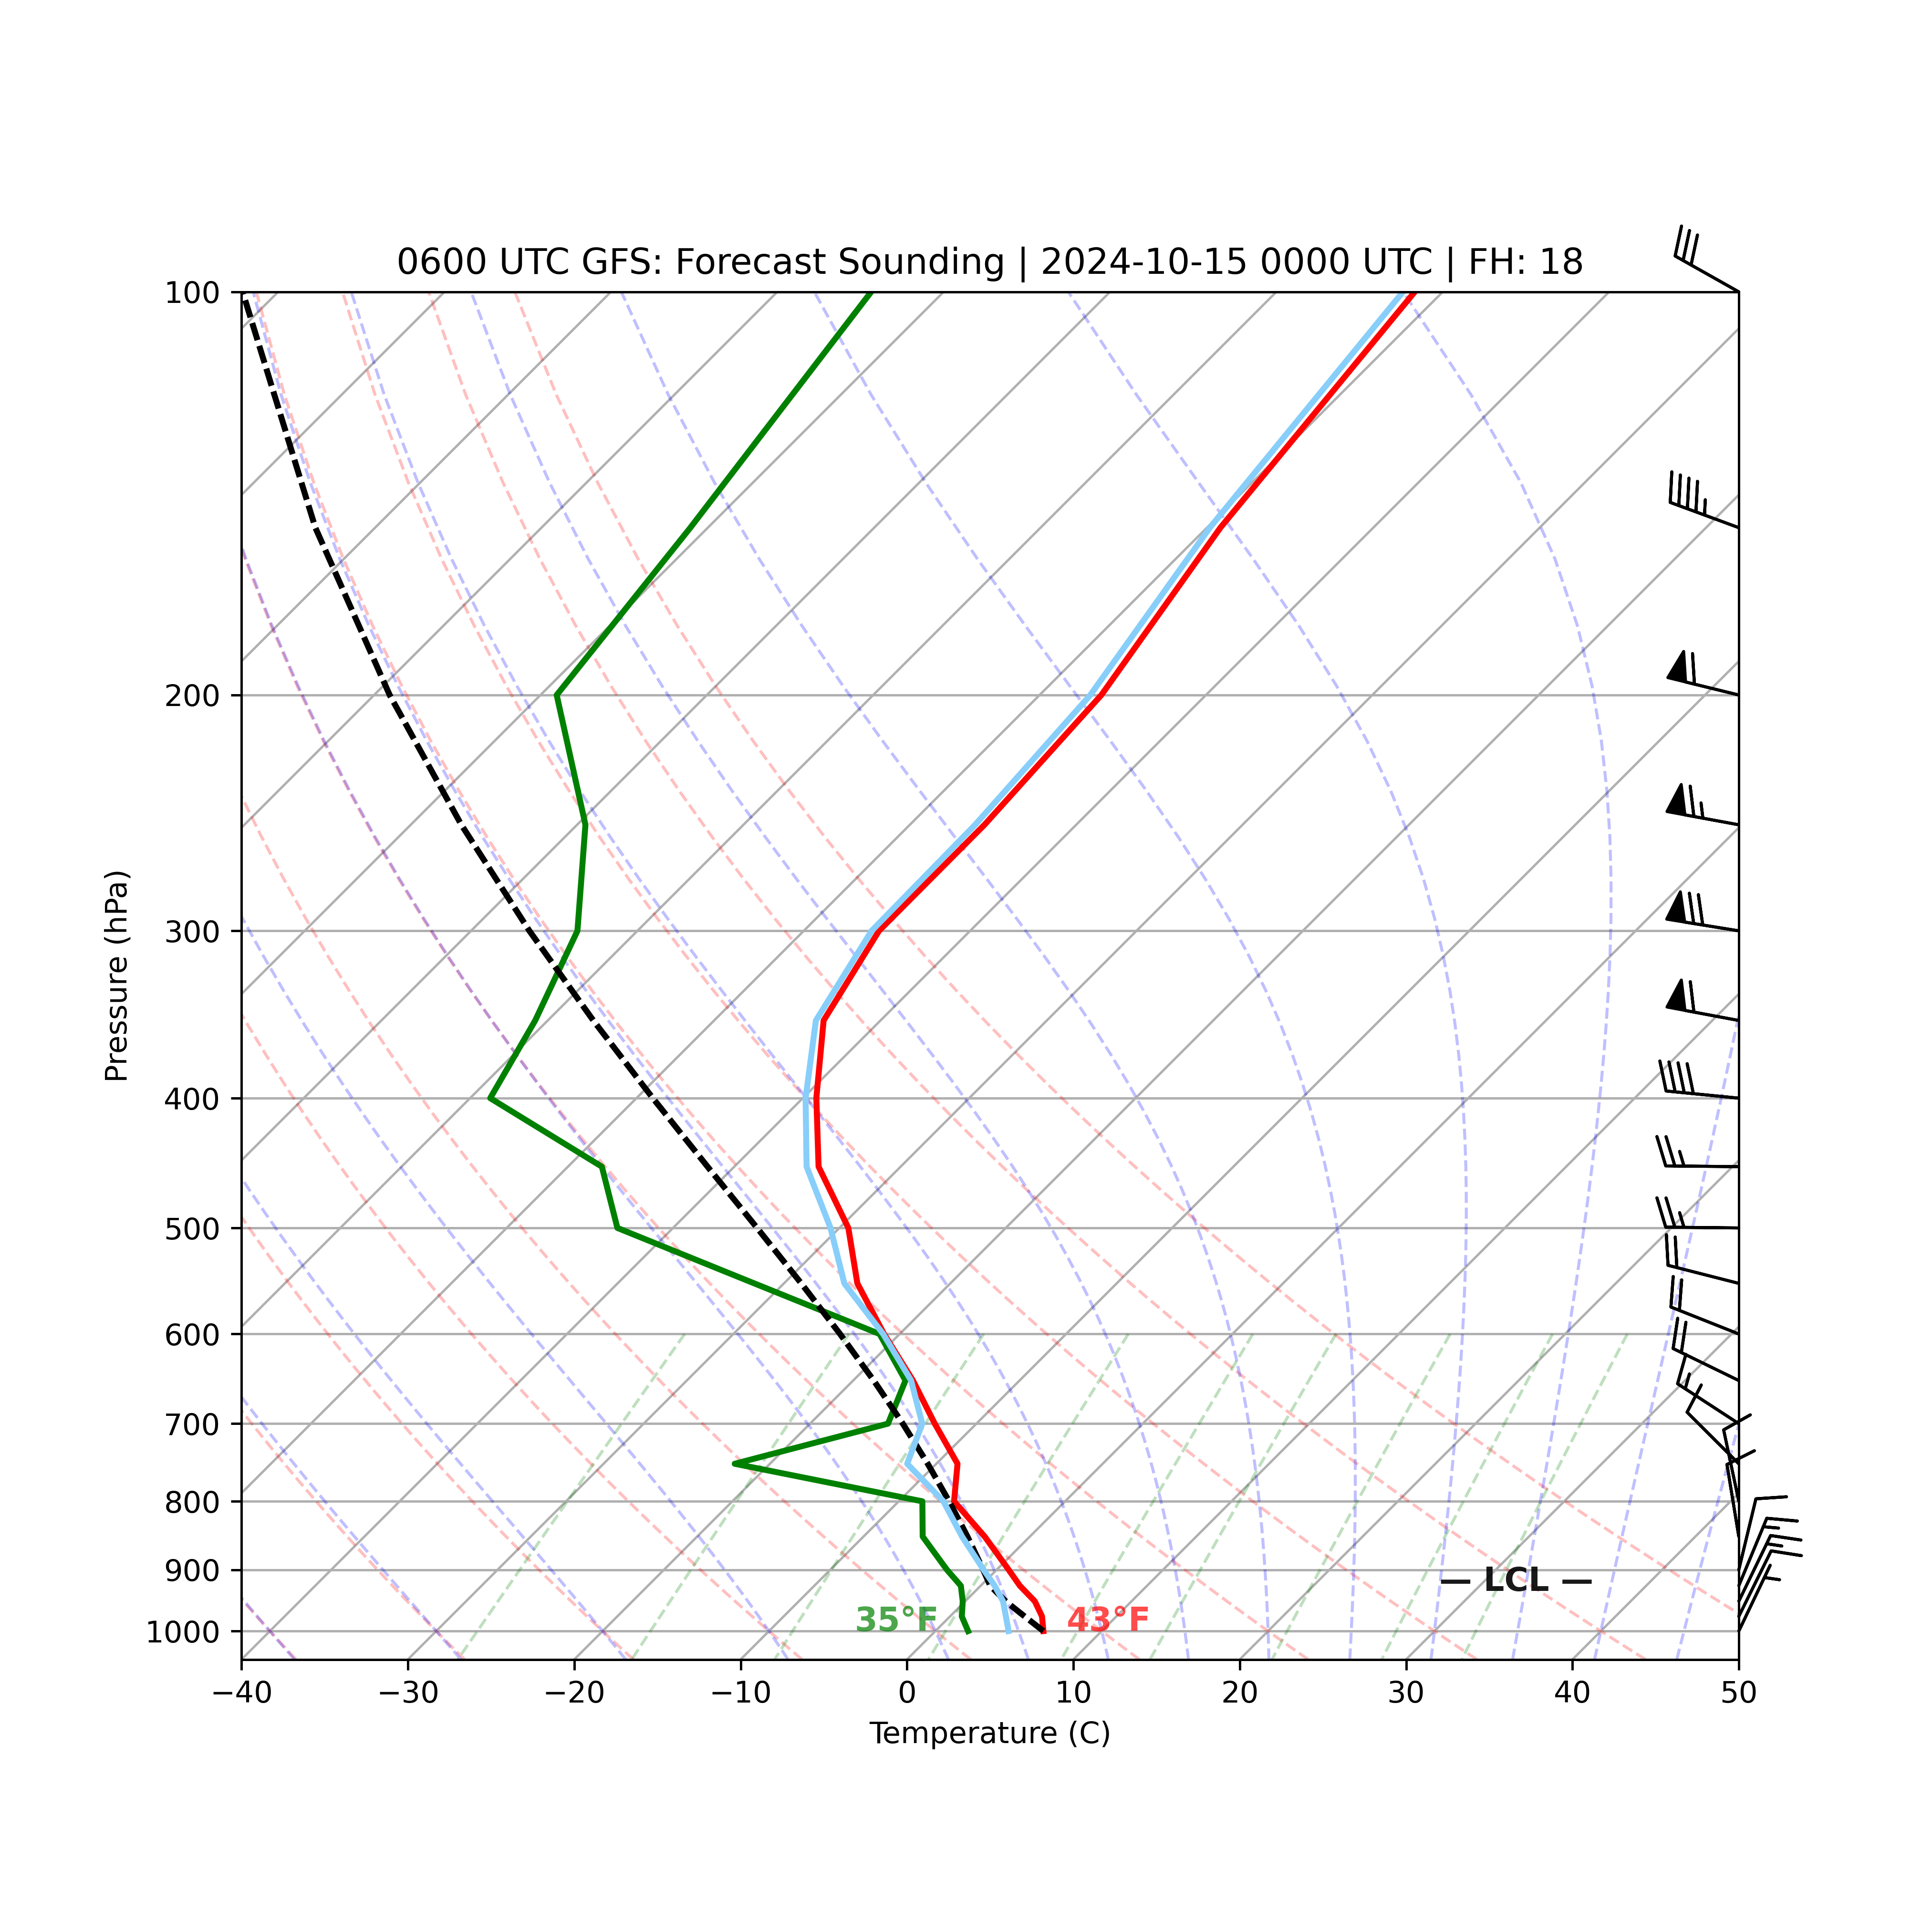 0600 UTC GFS: Forecast Sounding | 2024-10-15 0000 UTC | FH: 18
100
200
300
400
500
600
700
800
900
1000
Pressure (hPa)
— LCL —
35°F
43°F
−40 −30 −20 −10 0 10 20 30 40 50
Temperature (C)